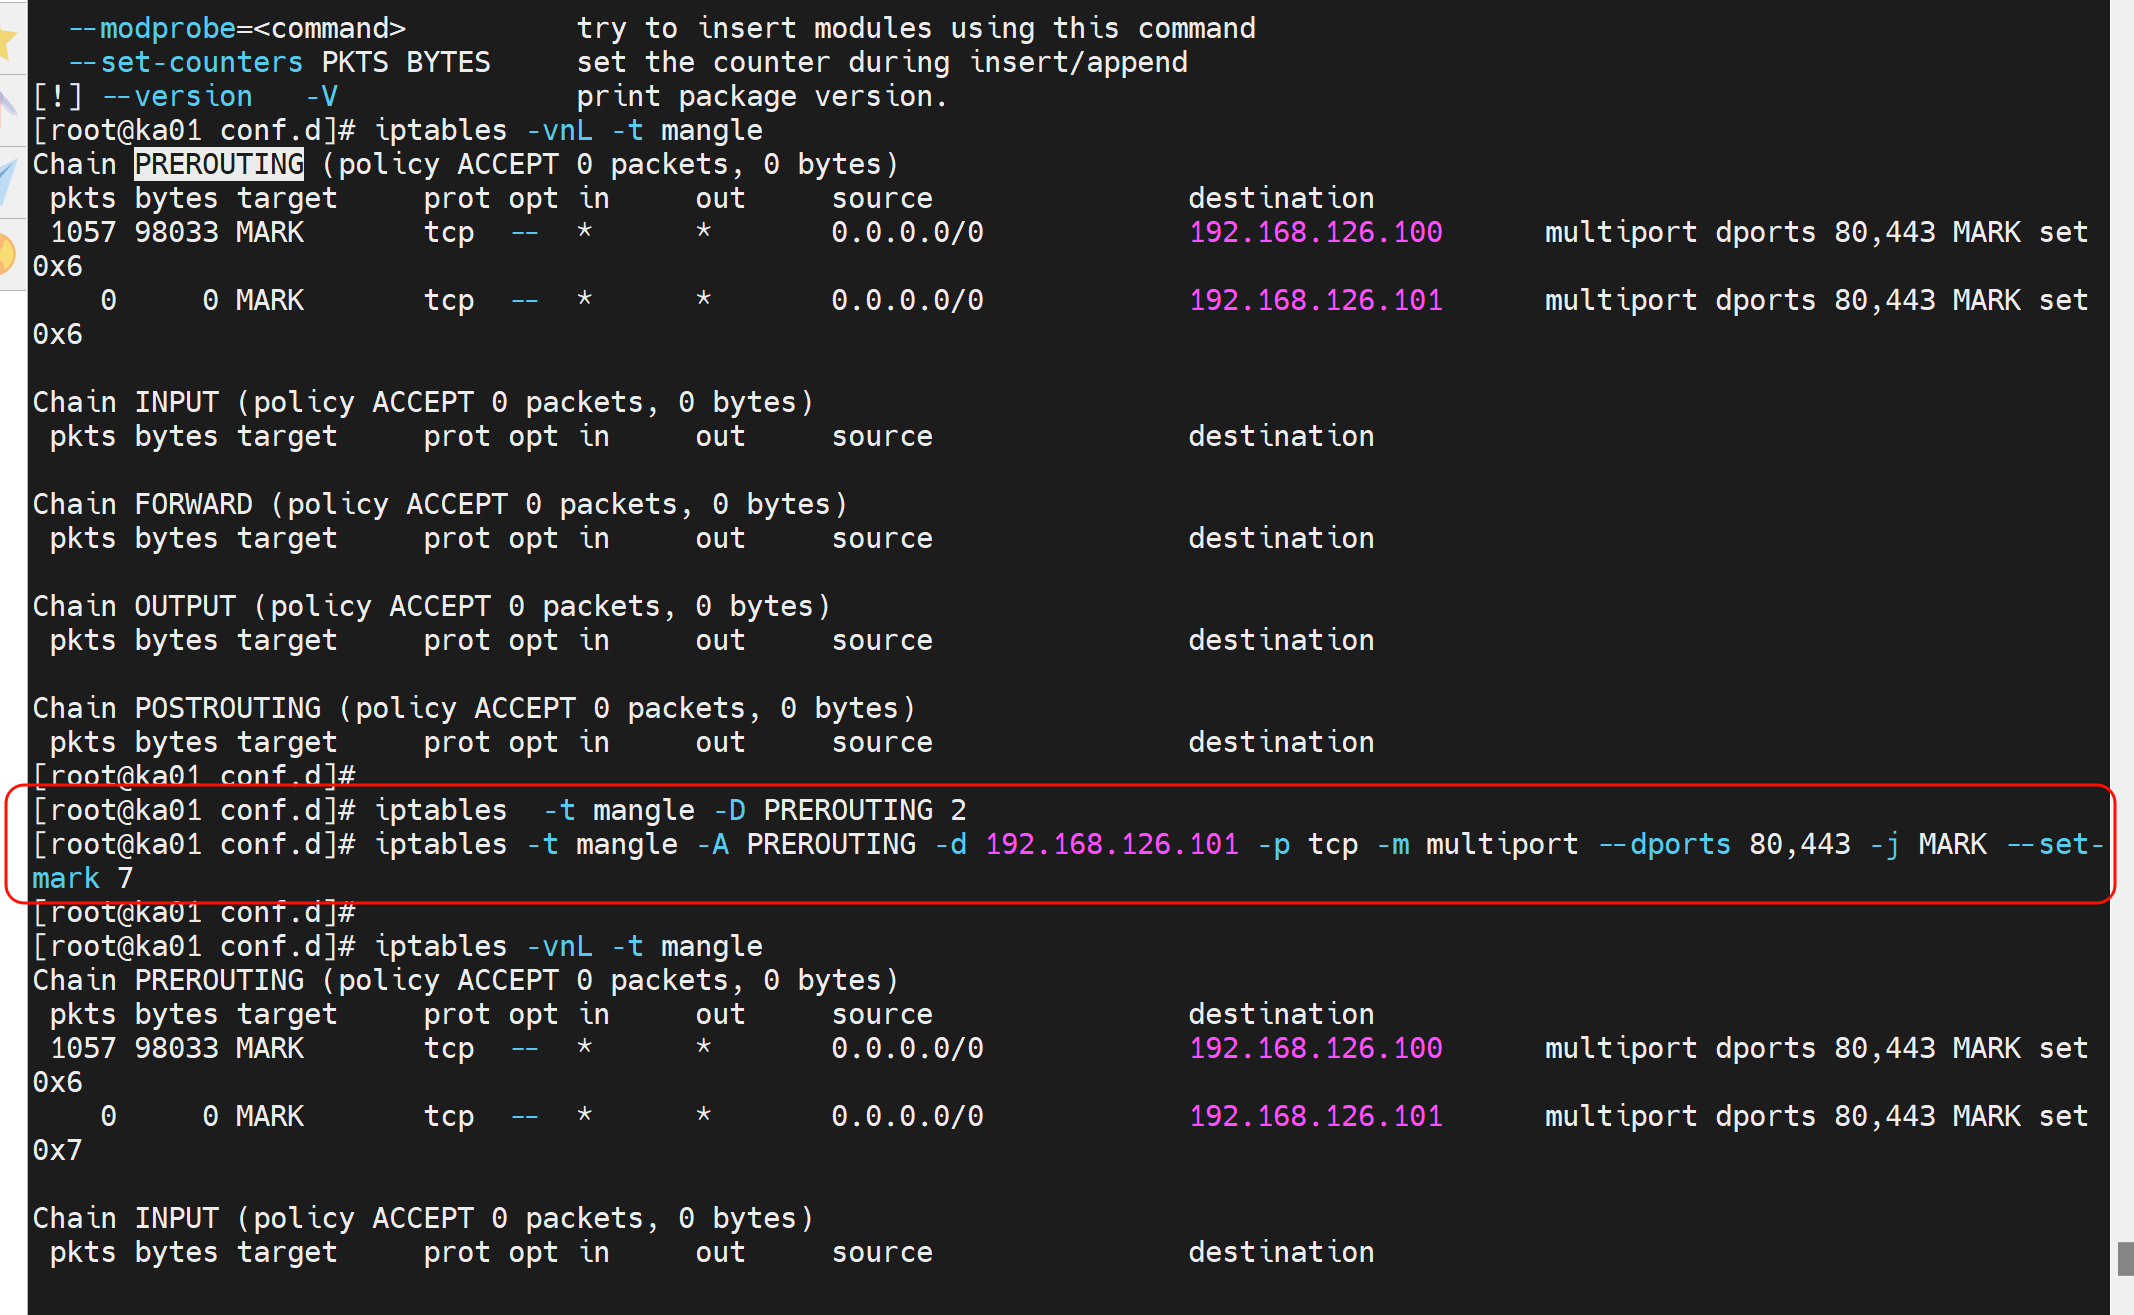 --modprobe=<command>          try to insert modules using this command
  --set-counters PKTS BYTES     set the counter during insert/append
[!] --version   -V              print package version.
[root@ka01 conf.d]# iptables -vnL -t mangle
Chain PREROUTING (policy ACCEPT 0 packets, 0 bytes)
 pkts bytes target     prot opt in     out     source               destination
 1057 98033 MARK       tcp  --  *      *       0.0.0.0/0            192.168.126.100      multiport dports 80,443 MARK set
0x6
    0     0 MARK       tcp  --  *      *       0.0.0.0/0            192.168.126.101      multiport dports 80,443 MARK set
0x6

Chain INPUT (policy ACCEPT 0 packets, 0 bytes)
 pkts bytes target     prot opt in     out     source               destination

Chain FORWARD (policy ACCEPT 0 packets, 0 bytes)
 pkts bytes target     prot opt in     out     source               destination

Chain OUTPUT (policy ACCEPT 0 packets, 0 bytes)
 pkts bytes target     prot opt in     out     source               destination

Chain POSTROUTING (policy ACCEPT 0 packets, 0 bytes)
 pkts bytes target     prot opt in     out     source               destination
[root@ka01 conf.d]#
[root@ka01 conf.d]# iptables  -t mangle -D PREROUTING 2
[root@ka01 conf.d]# iptables -t mangle -A PREROUTING -d 192.168.126.101 -p tcp -m multiport --dports 80,443 -j MARK --set-
mark 7
[root@ka01 conf.d]#
[root@ka01 conf.d]# iptables -vnL -t mangle
Chain PREROUTING (policy ACCEPT 0 packets, 0 bytes)
 pkts bytes target     prot opt in     out     source               destination
 1057 98033 MARK       tcp  --  *      *       0.0.0.0/0            192.168.126.100      multiport dports 80,443 MARK set
0x6
    0     0 MARK       tcp  --  *      *       0.0.0.0/0            192.168.126.101      multiport dports 80,443 MARK set
0x7

Chain INPUT (policy ACCEPT 0 packets, 0 bytes)
 pkts bytes target     prot opt in     out     source               destination